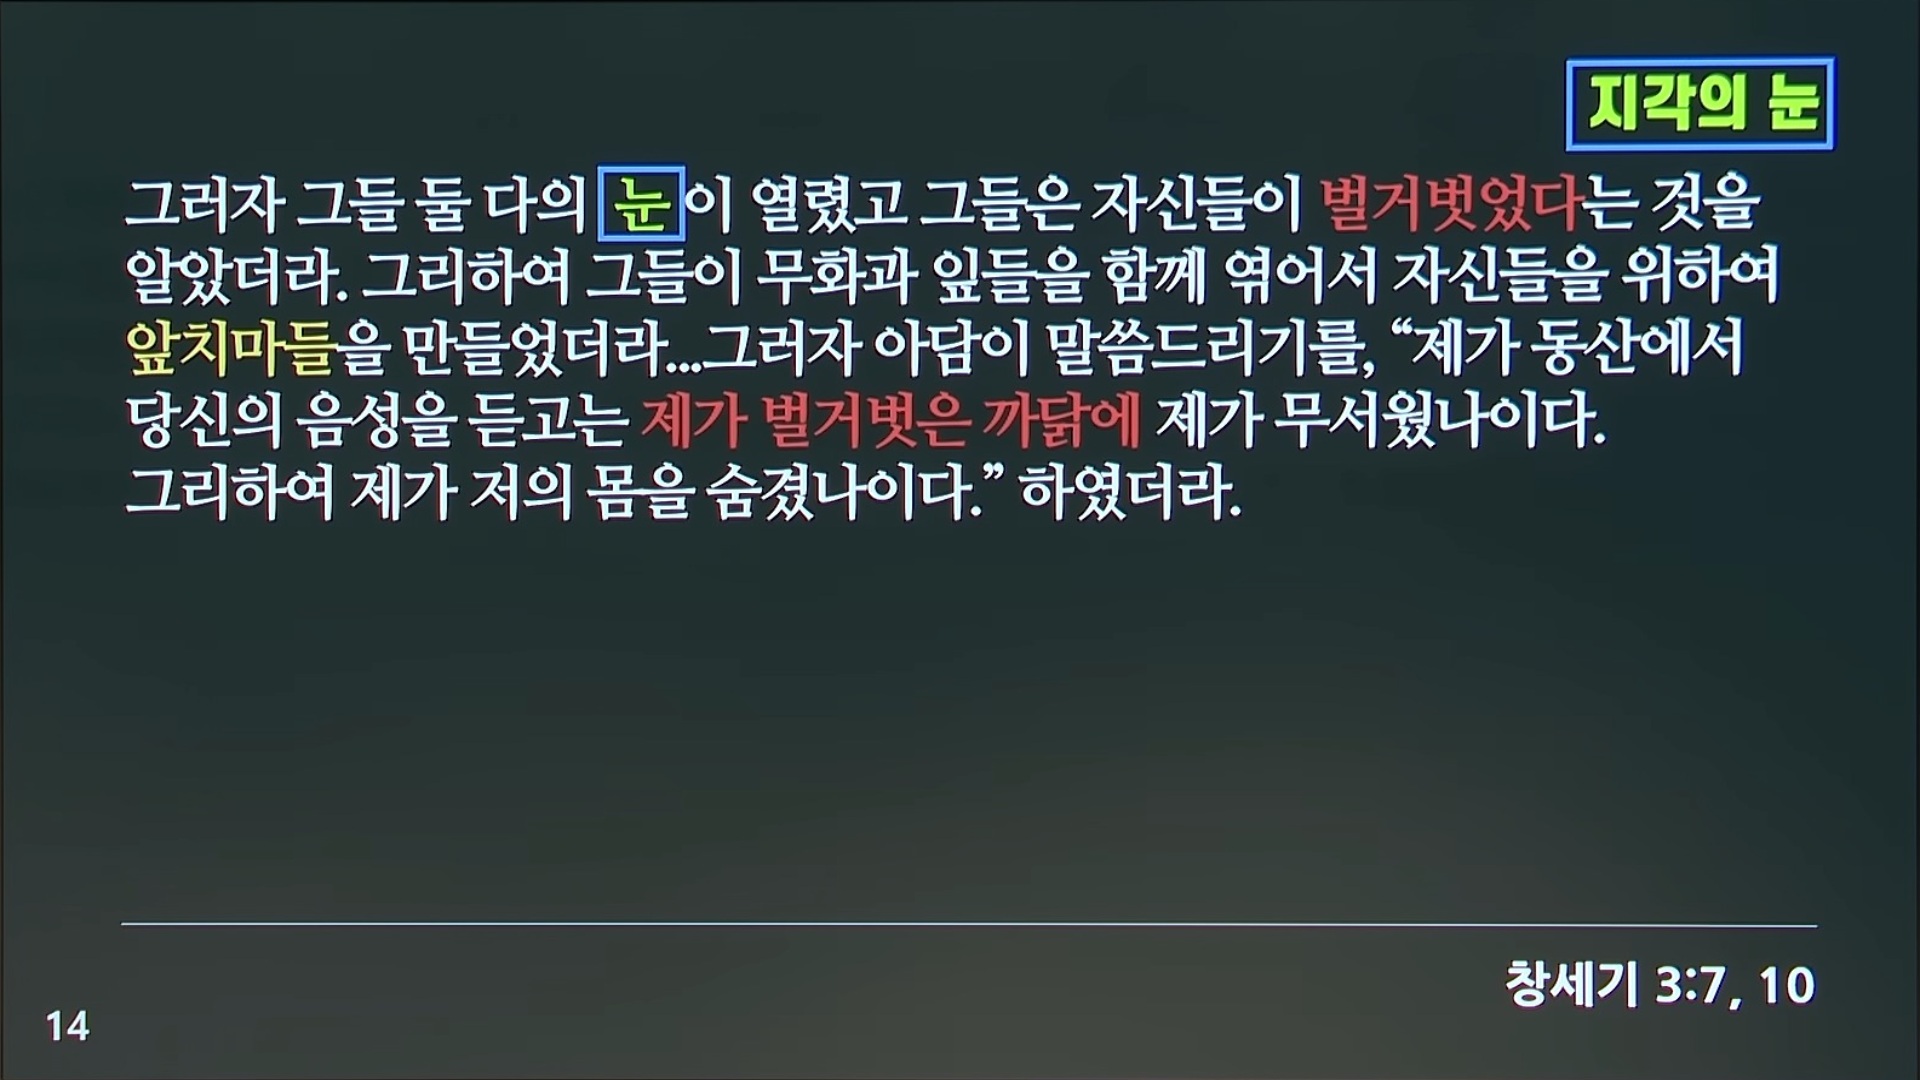 지각의 눈
그러자 그들 둘 다의 눈이 열렸고 그들은 자신들이 벌거벗었다는 것을
알았더라. 그리하여 그들이 무화과 잎들을 함께 엮어서 자신들을 위하여
앞치마들을 만들었더라...그러자 아담이 말씀드리기를, “제가 동산에서
당신의 음성을 듣고는 제가 벌거벗은 까닭에 제가 무서웠나이다.
그리하여 제가 저의 몸을 숨겼나이다.” 하였더라.
창세기 3:7, 10
14